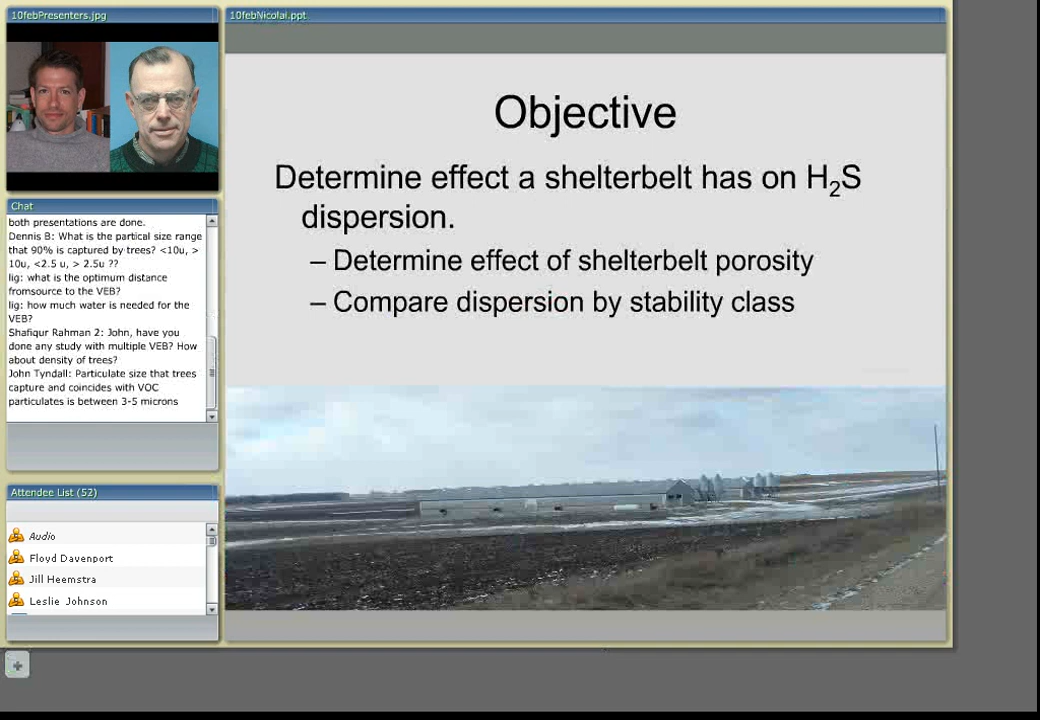 10febPresenters.jpg
10febNicolai.ppt
Objective
Determine effect a shelterbelt has on H₂S
dispersion.
– Determine effect of shelterbelt porosity
– Compare dispersion by stability class
Chat
both presentations are done.
Dennis B: What is the partical size range
that 90% is captured by trees? <10u, >
10u, <2.5 u, > 2.5u ??
lig: what is the optimum distance
fromsource to the VEB?
lig: how much water is needed for the
VEB?
Shafiqur Rahman 2: John, have you
done any study with multiple VEB? How
about density of trees?
John Tyndall: Particulate size that trees
capture and coincides with VOC
particulates is between 3-5 microns
Attendee List (52)
Audio
Floyd Davenport
Jill Heemstra
Leslie Johnson